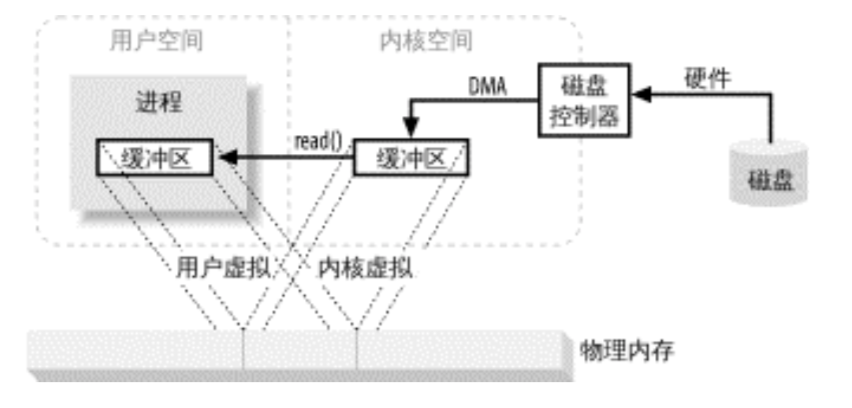 用户空间
内核空间
进程
缓冲区
read()
缓冲区
DMA
磁盘
控制器
硬件
磁盘
用户虚拟
内核虚拟
物理内存